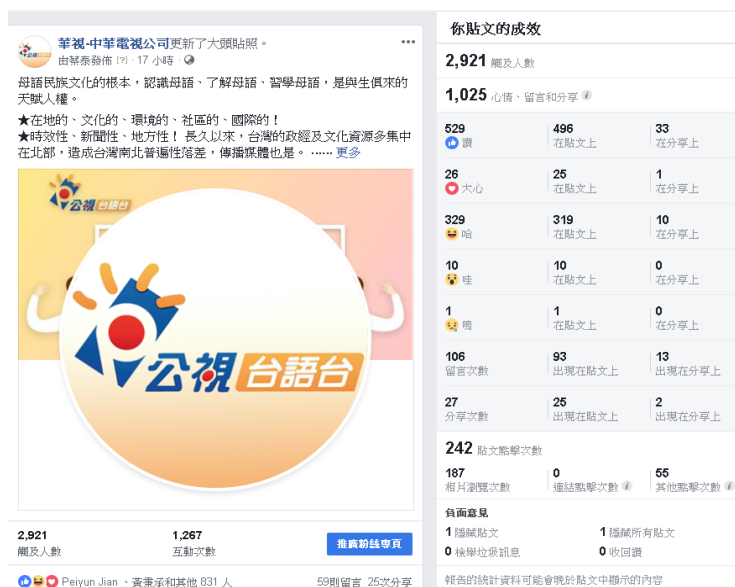 華視-中華電視公司更新了大頭貼照。
由蔡泰發佈 [?] · 17 小時 ·
母語民族文化的根本，認識母語、了解母語、習學母語，是與生俱來的
天賦人權。
★在地的、文化的、環境的、社區的、國際的！
★時效性、新聞性、地方性！ 長久以來，台灣的政經及文化資源多集中
在北部，造成台灣南北普遍性落差，傳播媒體也是。 …… 更多
公視 台語台
公視 台語台
2,921
觸及人數
1,267
互動次數
推廣粉絲專頁
Peiyun Jian 、黃秉承和其他 831 人
59則留言 25次分享
你貼文的成效
2,921 觸及人數
1,025 心情、留言和分享
529
讚
496
在貼文上
33
在分享上
26
大心
25
在貼文上
1
在分享上
329
哈
319
在貼文上
10
在分享上
10
哇
10
在貼文上
0
在分享上
1
嗚
1
在貼文上
0
在分享上
106
留言次數
93
出現在貼文上
13
出現在分享上
27
分享次數
25
出現在貼文上
2
出現在分享上
242 貼文點擊次數
187
相片瀏覽次數
0
連結點擊次數
55
其他點擊次數
負面意見
1 隱藏貼文
1 隱藏所有貼文
0 檢舉垃圾訊息
0 收回讚
報告的統計資料可能會晚於貼文中顯示的內容